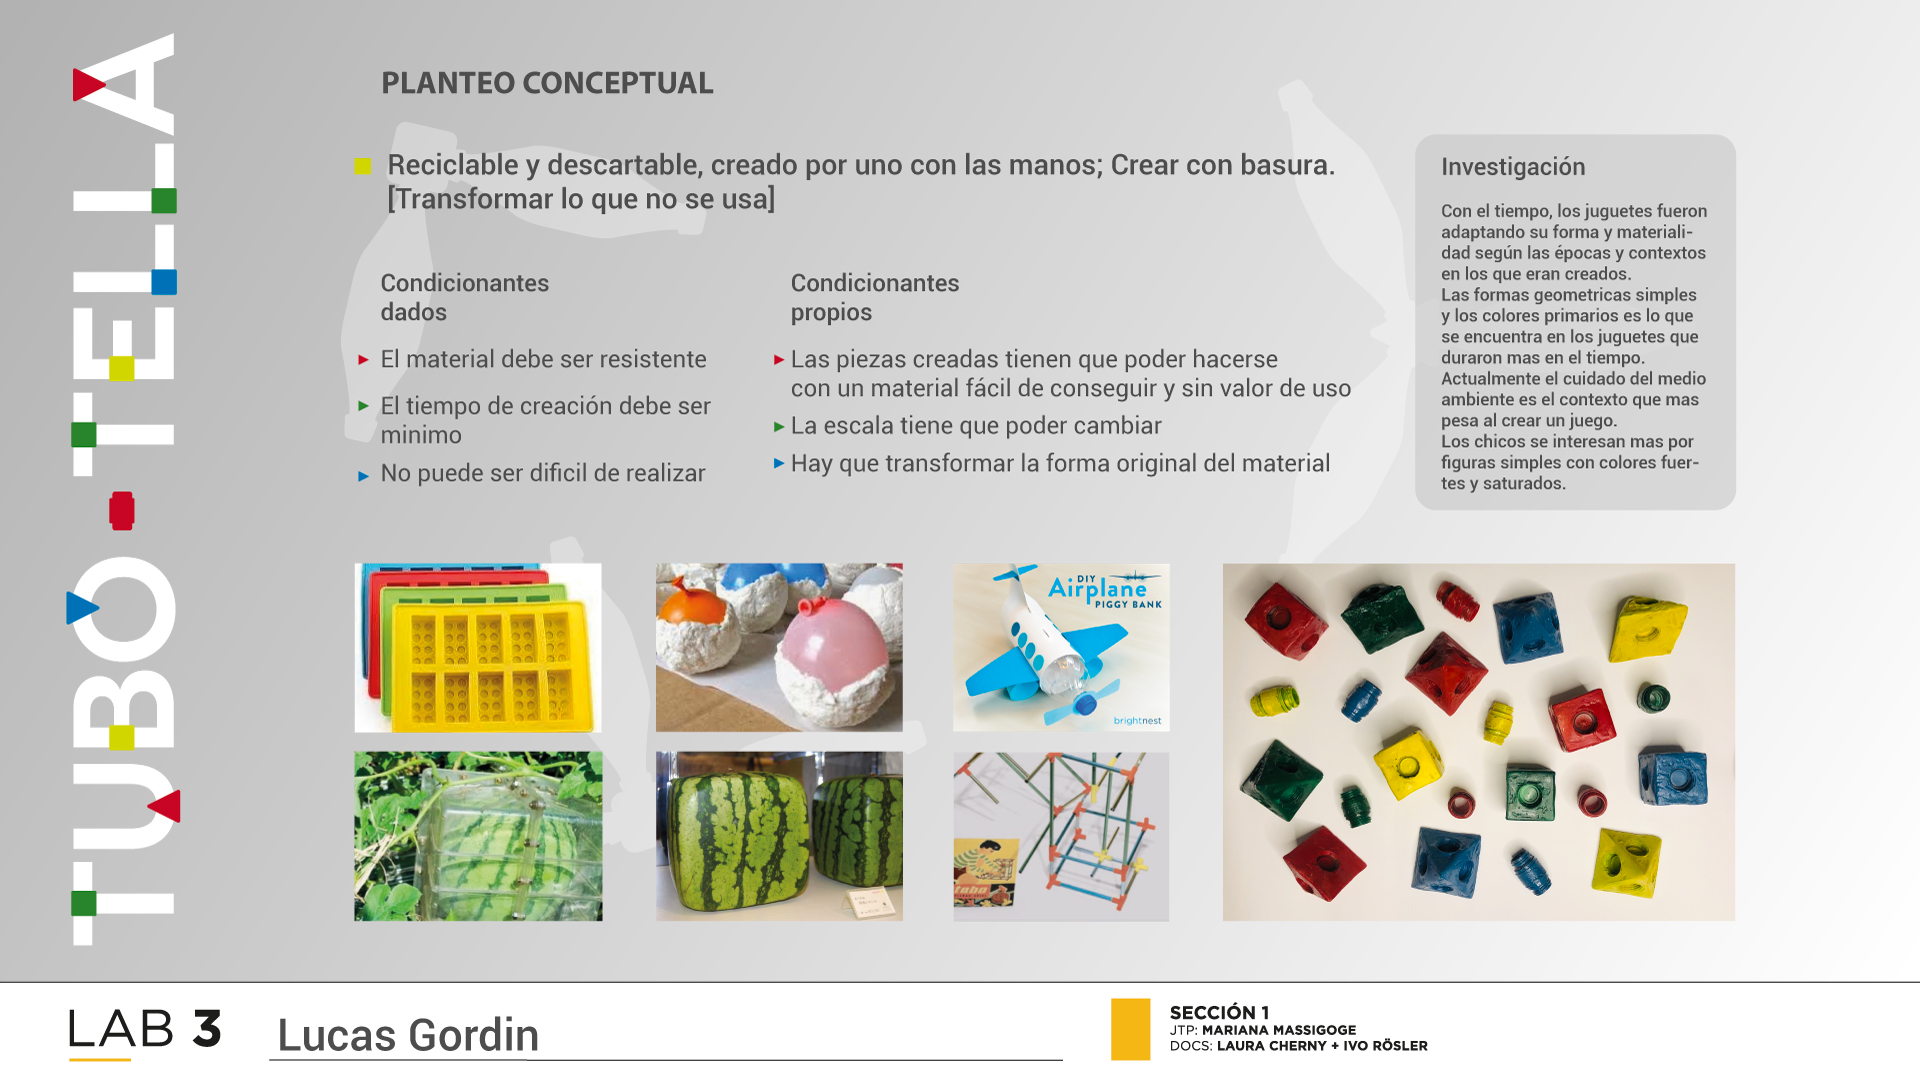 TUBO-TELLA
PLANTEO CONCEPTUAL
Reciclable y descartable, creado por uno con las manos; Crear con basura.
[Transformar lo que no se usa]
Condicionantes
dados
El material debe ser resistente
El tiempo de creación debe ser
minimo
No puede ser dificil de realizar
Condicionantes
propios
Las piezas creadas tienen que poder hacerse
con un material fácil de conseguir y sin valor de uso
La escala tiene que poder cambiar
Hay que transformar la forma original del material
Investigación
Con el tiempo, los juguetes fueron
adaptando su forma y materiali-
dad según las épocas y contextos
en los que eran creados.
Las formas geometricas simples
y los colores primarios es lo que
se encuentra en los juguetes que
duraron mas en el tiempo.
Actualmente el cuidado del medio
ambiente es el contexto que mas
pesa al crear un juego.
Los chicos se interesan mas por
figuras simples con colores fuer-
tes y saturados.
DIY
Airplane
PIGGY BANK
brightnest
LAB 3
Lucas Gordin
SECCIÓN 1
JTP: MARIANA MASSIGOGE
DOCS: LAURA CHERNY + IVO RÖSLER